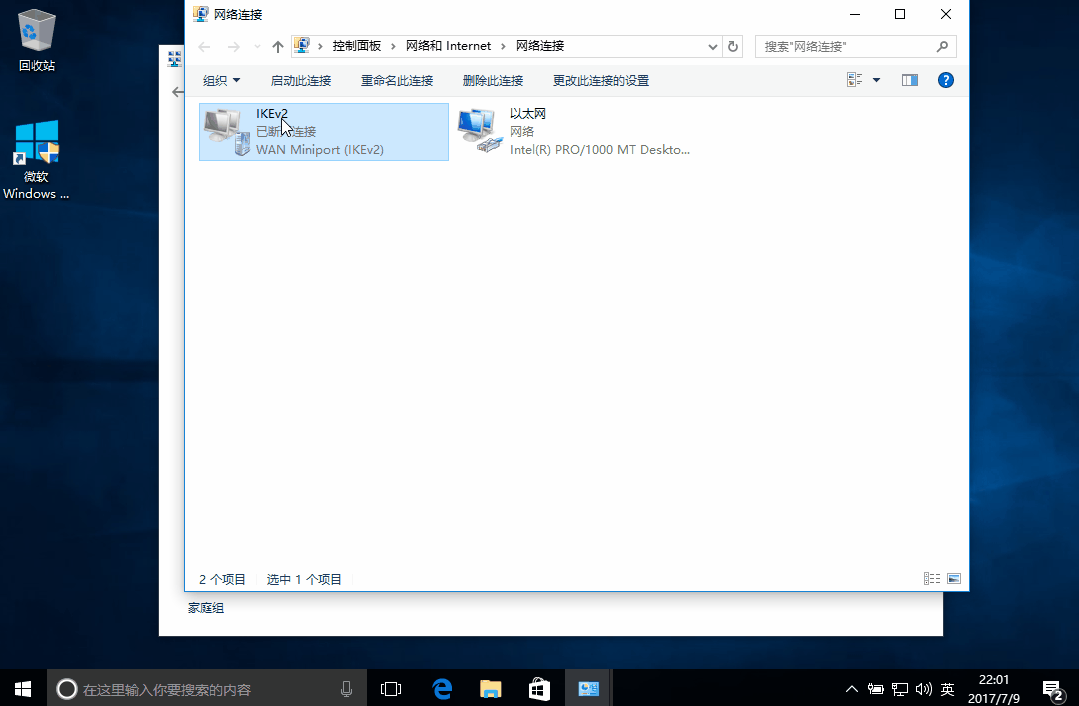 回收站
微软
Windows ...
网络连接
控制面板 网络和 Internet 网络连接
搜索"网络连接"
组织 启动此连接 重命名此连接 删除此连接 更改此连接的设置
IKEv2
已断 连接
WAN Miniport (IKEv2)
以太网
网络
Intel(R) PRO/1000 MT Deskto...
2 个项目 选中 1 个项目
家庭组
在这里输入你要搜索的内容
英
22:01
2017/7/9
2